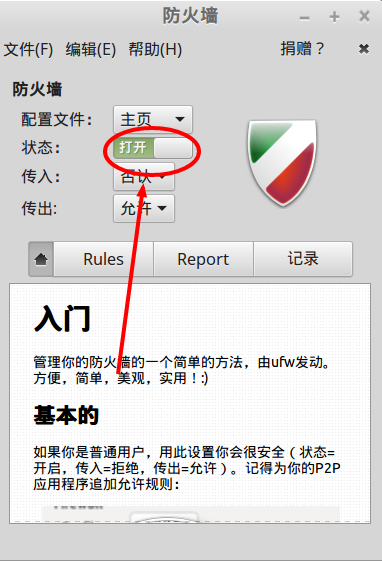 防火墙
文件(F) 编辑(E) 帮助(H) 捐赠？
防火墙
配置文件： 主页
状态： 打开
传入： 否认
传出: 允许
Rules Report 记录
入门
管理你的防火墙的一个简单的方法，由ufw发动。
方便，简单，美观，实用！:)
基本的
如果你是普通用户，用此设置你会很安全（状态=
开启，传入=拒绝，传出=允许）。记得为你的P2P
应用程序追加允许规则：